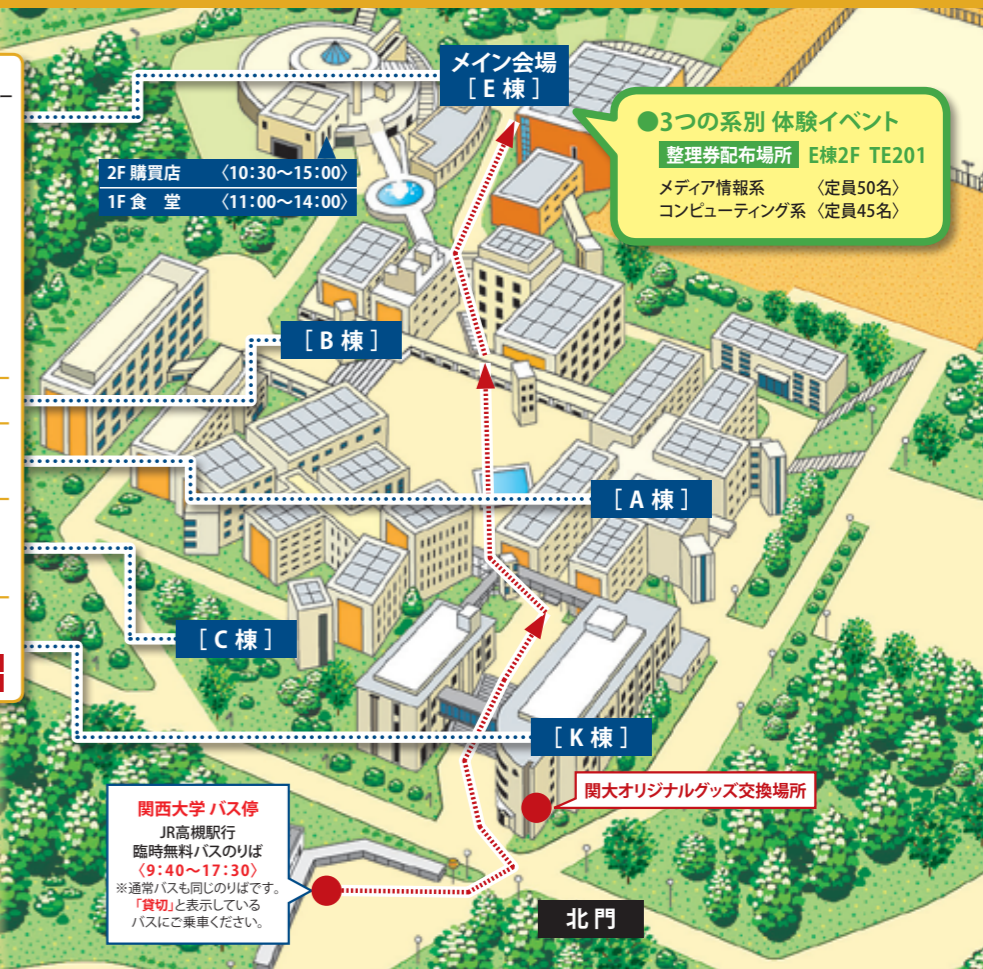 メイン会場
[ E 棟 ]
●3つの系別 体験イベント
整理券配布場所 E棟2F TE201
メディア情報系 〈定員50名〉
コンピューティング系 〈定員45名〉
2F 購買店 〈10:30～15:00〉
1F 食 堂 〈11:00～14:00〉
[ B 棟 ]
[ A 棟 ]
[ C 棟 ]
[ K 棟 ]
関大オリジナルグッズ交換場所
関西大学 バス停
JR高槻駅行
臨時無料バスのりば
〈9:40～17:30〉
※通常バスも同じのりばです。
「貸切」と表示している
バスにご乗車ください。
北門